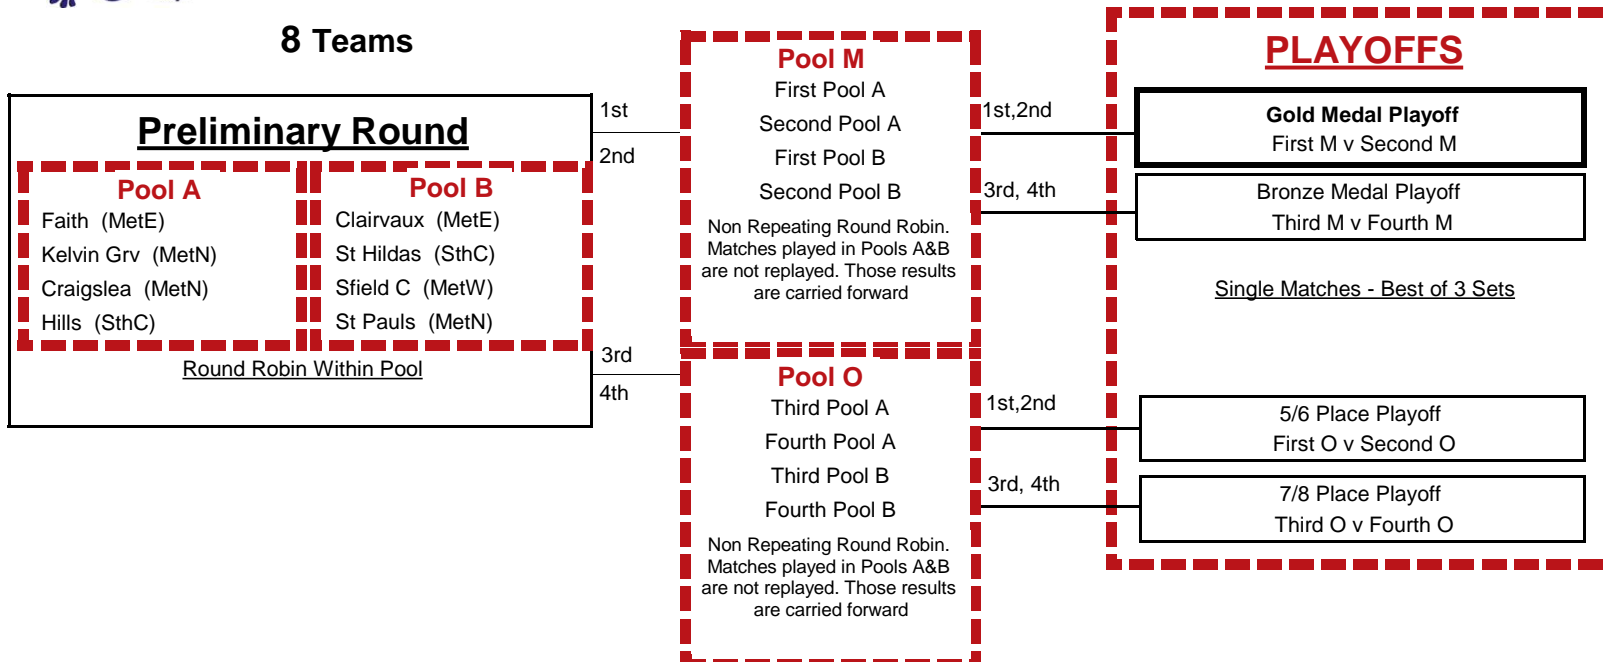 8 Teams
Preliminary Round
Pool A
Faith (MetE)
Kelvin Grv (MetN)
Craigslea (MetN)
Hills (SthC)
Pool B
Clairvaux (MetE)
St Hildas (SthC)
Sfield C (MetW)
St Pauls (MetN)
Round Robin Within Pool
1st
2nd
3rd
4th
Pool M
First Pool A
Second Pool A
First Pool B
Second Pool B
Non Repeating Round Robin.
Matches played in Pools A&B
are not replayed. Those results
are carried forward
Pool O
Third Pool A
Fourth Pool A
Third Pool B
Fourth Pool B
Non Repeating Round Robin.
Matches played in Pools A&B
are not replayed. Those results
are carried forward
1st,2nd
3rd, 4th
1st,2nd
3rd, 4th
PLAYOFFS
Gold Medal Playoff
First M v Second M
Bronze Medal Playoff
Third M v Fourth M
Single Matches - Best of 3 Sets
5/6 Place Playoff
First O v Second O
7/8 Place Playoff
Third O v Fourth O